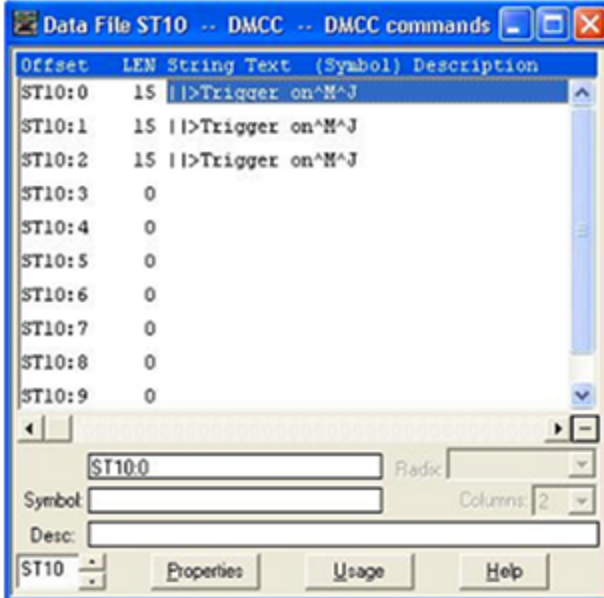 Data File ST10 -- DMCC -- DMCC commands
Offset LEN String Text (Symbol) Description
ST10:0 15 ||>Trigger on^M^J
ST10:1 15 ||>Trigger on^M^J
ST10:2 15 ||>Trigger on^M^J
ST10:3 0
ST10:4 0
ST10:5 0
ST10:6 0
ST10:7 0
ST10:8 0
ST10:9 0
ST10:0 Radix:
Symbol: Columns: 2
Desc:
ST10 Properties Usage Help